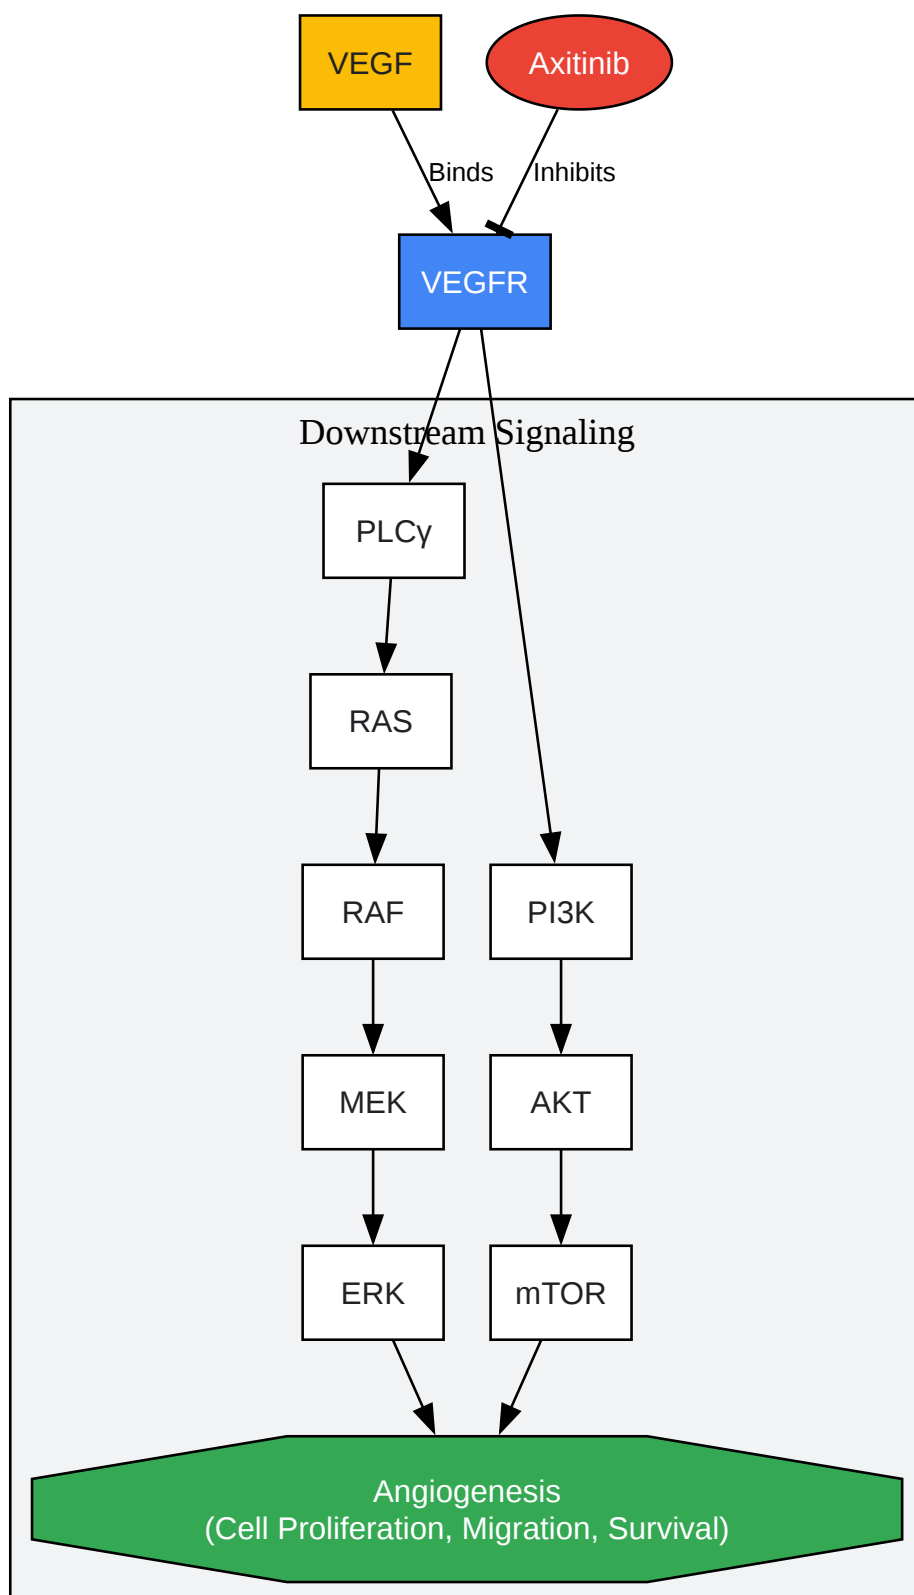 VEGF
Axitinib
Binds
Inhibits
VEGFR
Downstream Signaling
PLCγ
RAS
RAF
PI3K
MEK
AKT
ERK
mTOR
Angiogenesis
(Cell Proliferation, Migration, Survival)